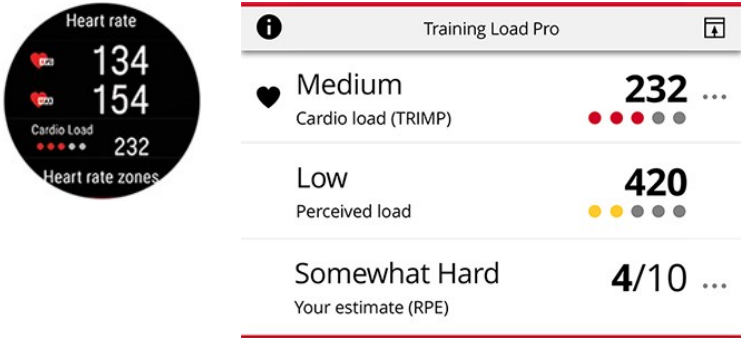 Heart rate
134
154
Cardio Load
232
Heart rate zones
Training Load Pro
Medium 232
Cardio load (TRIMP)
Low 420
Perceived load
Somewhat Hard 4/10
Your estimate (RPE)